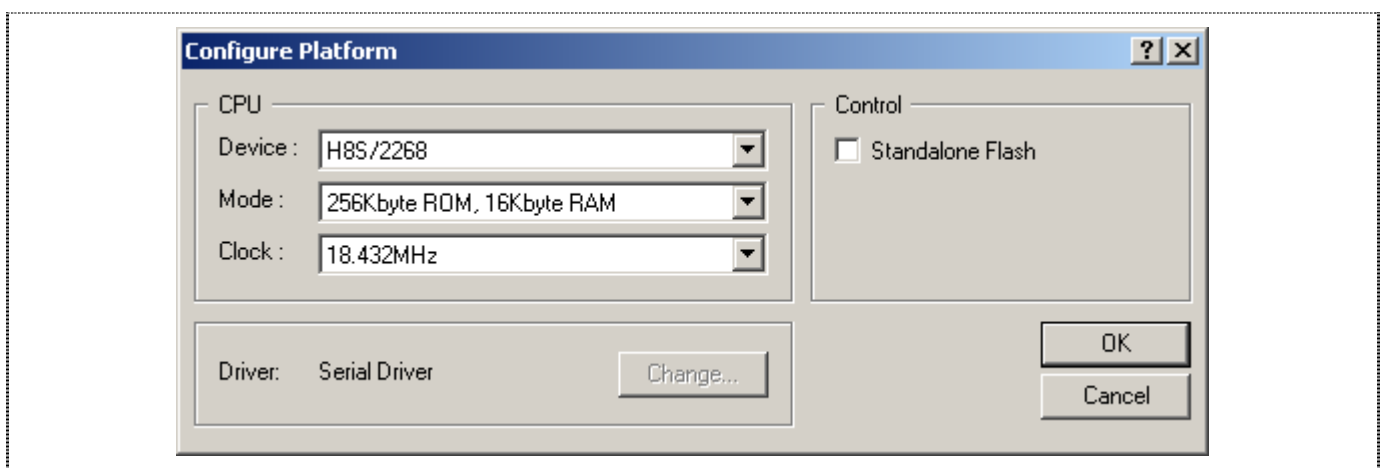 Configure Platform
CPU
Device : H8S/2268
Mode : 256Kbyte ROM, 16Kbyte RAM
Clock : 18.432MHz
Control
Standalone Flash
Driver: Serial Driver Change...
OK
Cancel